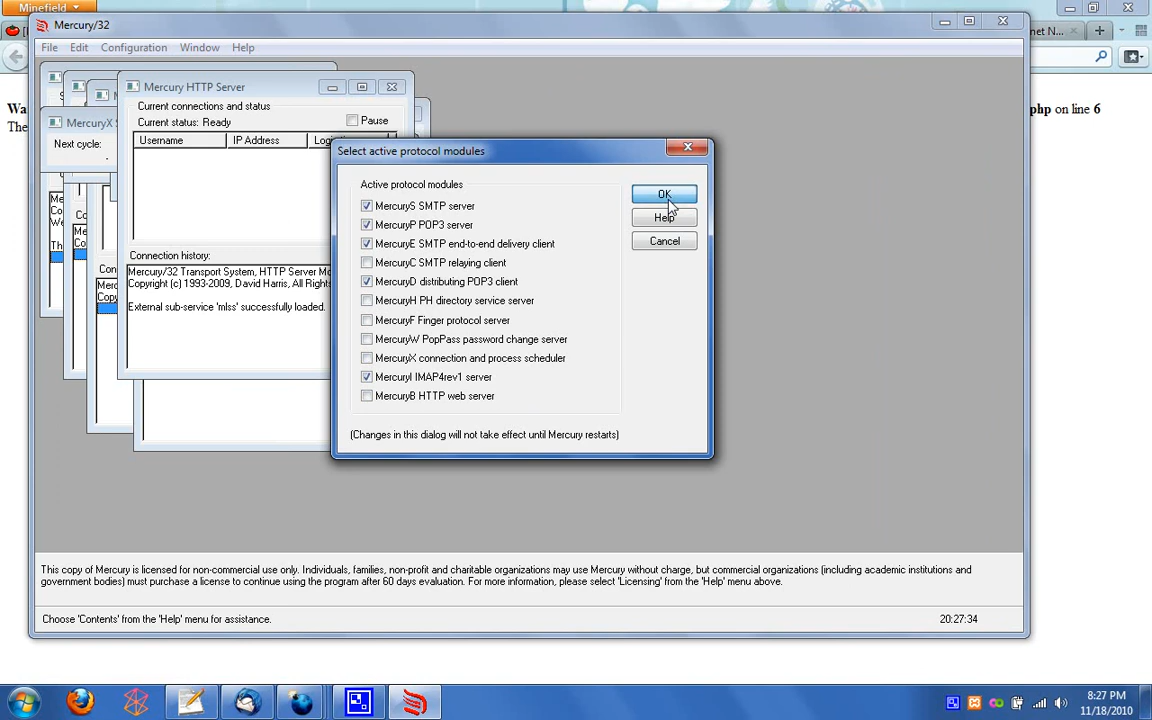 Minefield
net N...
Wa
.php on line 6
The
Mercury/32
File Edit Configuration Window Help
MercuryX S
Next cycle:
Mercury HTTP Server
Current connections and status
Current status: Ready
Pause
Username IP Address
Connection history:
Mercury/32 Transport System, HTTP Server Mo
Copyright (c) 1993-2009, David Harris, All Rights
External sub-service 'mlss' successfully loaded.
Select active protocol modules
Active protocol modules
MercuryS SMTP server
MercuryP POP3 server
MercuryE SMTP end-to-end delivery client
MercuryC SMTP relaying client
MercuryD distributing POP3 client
MercuryH PH directory service server
MercuryF Finger protocol server
MercuryW PopPass password change server
MercuryX connection and process scheduler
MercuryI IMAP4rev1 server
MercuryB HTTP web server
(Changes in this dialog will not take effect until Mercury restarts)
OK
Help
Cancel
This copy of Mercury is licensed for non-commercial use only. Individuals, families, non-profit and charitable organizations may use Mercury without charge, but commercial organizations (including academic institutions and
government bodies) must purchase a license to continue using the program after 60 days evaluation. For more information, please select 'Licensing' from the 'Help' menu above.
Choose 'Contents' from the 'Help' menu for assistance.
20:27:34
8:27 PM
11/18/2010